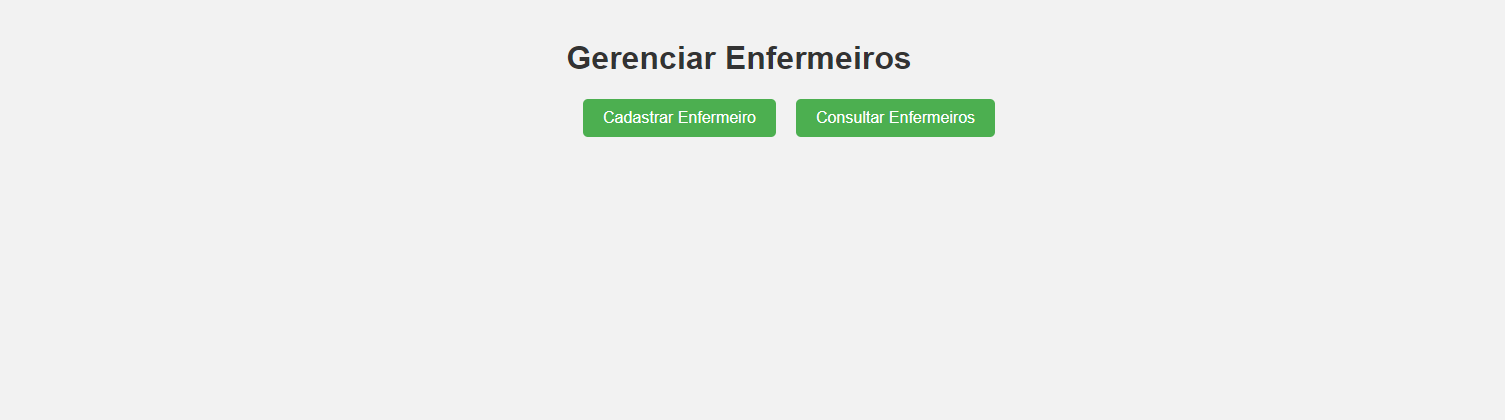 Gerenciar Enfermeiros
Cadastrar Enfermeiro
Consultar Enfermeiros